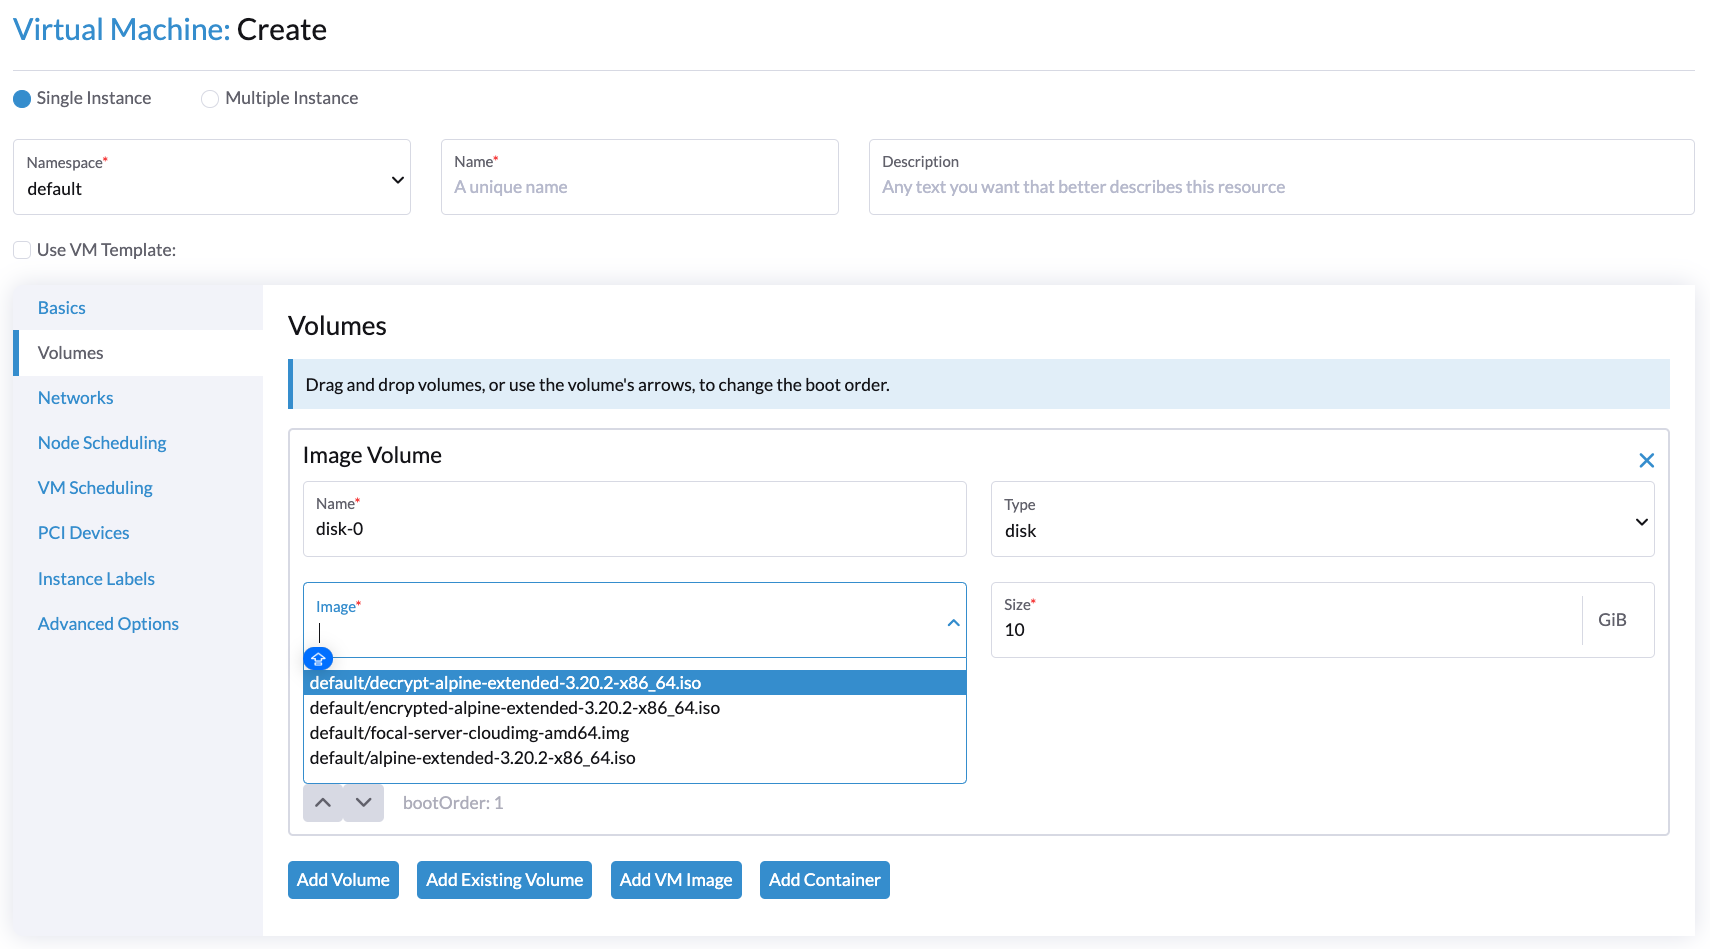 Virtual Machine: Create
Single Instance
Multiple Instance
Namespace*
default
Name*
A unique name
Description
Any text you want that better describes this resource
Use VM Template:
Basics
Volumes
Networks
Node Scheduling
VM Scheduling
PCI Devices
Instance Labels
Advanced Options
Volumes
Drag and drop volumes, or use the volume's arrows, to change the boot order.
Image Volume
Name*
disk-0
Type
disk
Image*
Size*
10
GiB
default/decrypt-alpine-extended-3.20.2-x86_64.iso
default/encrypted-alpine-extended-3.20.2-x86_64.iso
default/focal-server-cloudimg-amd64.img
default/alpine-extended-3.20.2-x86_64.iso
bootOrder: 1
Add Volume
Add Existing Volume
Add VM Image
Add Container